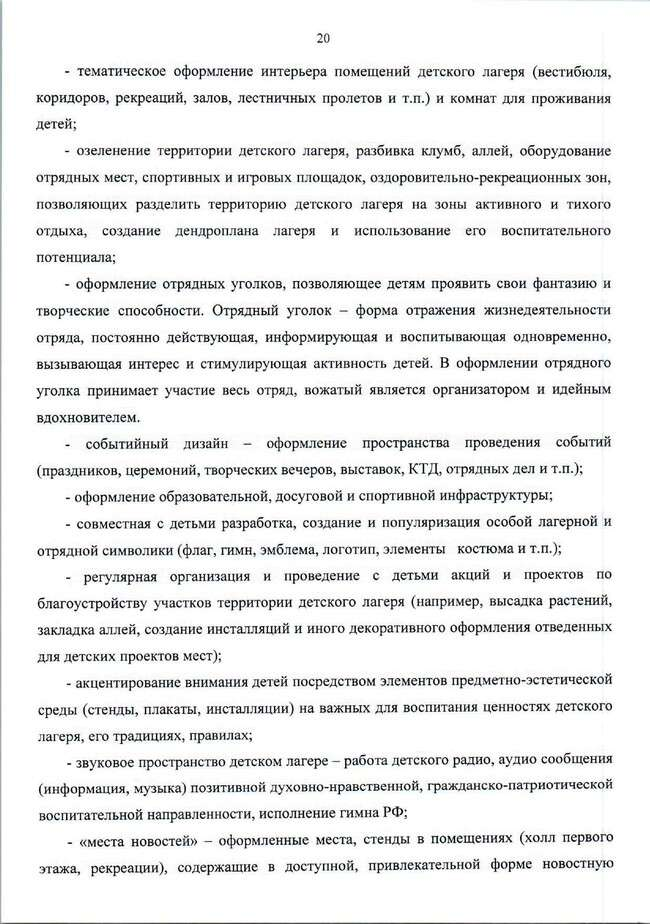 20
- тематическое оформление интерьера помещений детского лагеря (вестибюля,
коридоров, рекреаций, залов, лестничных пролетов и т.п.) и комнат для проживания
детей;
- озеленение территории детского лагеря, разбивка клумб, аллей, оборудование
отрядных мест, спортивных и игровых площадок, оздоровительно-рекреационных зон,
позволяющих разделить территорию детского лагеря на зоны активного и тихого
отдыха, создание дендроплана лагеря и использование его воспитательного
потенциала;
- оформление отрядных уголков, позволяющее детям проявить свои фантазию и
творческие способности. Отрядный уголок – форма отражения жизнедеятельности
отряда, постоянно действующая, информирующая и воспитывающая одновременно,
вызывающая интерес и стимулирующая активность детей. В оформлении отрядного
уголка принимает участие весь отряд, вожатый является организатором и идейным
вдохновителем.
- событийный дизайн – оформление пространства проведения событий
(праздников, церемоний, творческих вечеров, выставок, КТД, отрядных дел и т.п.);
- оформление образовательной, досуговой и спортивной инфраструктуры;
- совместная с детьми разработка, создание и популяризация особой лагерной и
отрядной символики (флаг, гимн, эмблема, логотип, элементы костюма и т.п.);
- регулярная организация и проведение с детьми акций и проектов по
благоустройству участков территории детского лагеря (например, высадка растений,
закладка аллей, создание инсталляций и иного декоративного оформления отведенных
для детских проектов мест);
- акцентирование внимания детей посредством элементов предметно-эстетической
среды (стенды, плакаты, инсталляции) на важных для воспитания ценностях детского
лагеря, его традициях, правилах;
- звуковое пространство детском лагере – работа детского радио, аудио сообщения
(информация, музыка) позитивной духовно-нравственной, гражданско-патриотической
воспитательной направленности, исполнение гимна РФ;
- «места новостей» – оформленные места, стенды в помещениях (холл первого
этажа, рекреации), содержащие в доступной, привлекательной форме новостную